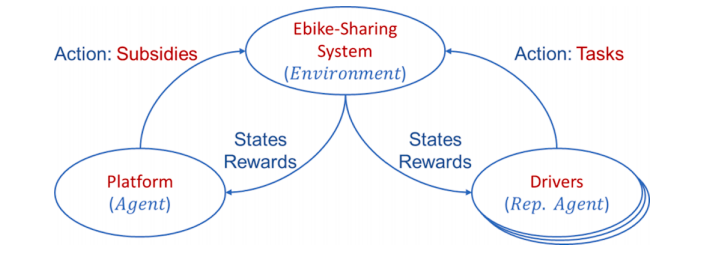 Ebike-Sharing
System
(Environment)
Action: Subsidies
Action: Tasks
States
Rewards
States
Rewards
Platform
(Agent)
Drivers
(Rep. Agent)